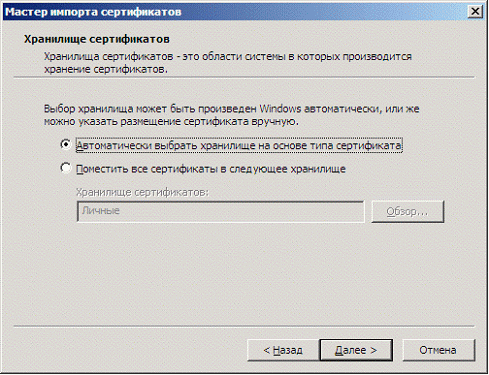 Мастер импорта сертификатов
Хранилище сертификатов
Хранилища сертификатов - это области системы в которых производится
хранение сертификатов.
Выбор хранилища может быть произведен Windows автоматически, или же
можно указать размещение сертификата вручную.
Автоматически выбрать хранилище на основе типа сертификата
Поместить все сертификаты в следующее хранилище
Хранилище сертификатов:
Личные
Обзор...
< Назад
Далее >
Отмена